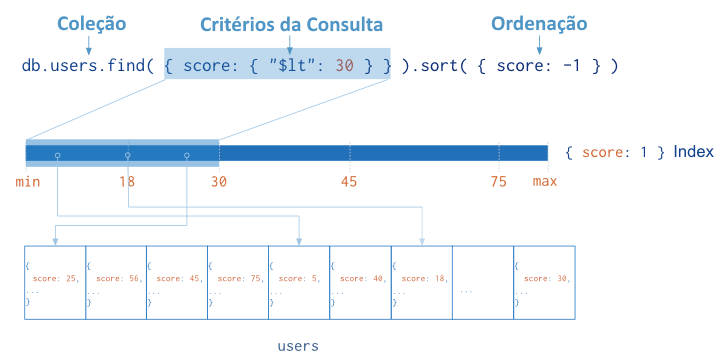 Coleção Critérios da Consulta Ordenação
db.users.find( { score: { "$lt": 30 } } ).sort( { score: -1 } )
{ score: 1 } Index
min 18 30 45 75 max
{ { { { { { { {
score: 25, score: 56, score: 45, score: 75, score: 5, score: 40, score: 18, score: 30,
... ... ... ... ... ... ... ... ...
} } } } } } } }
users